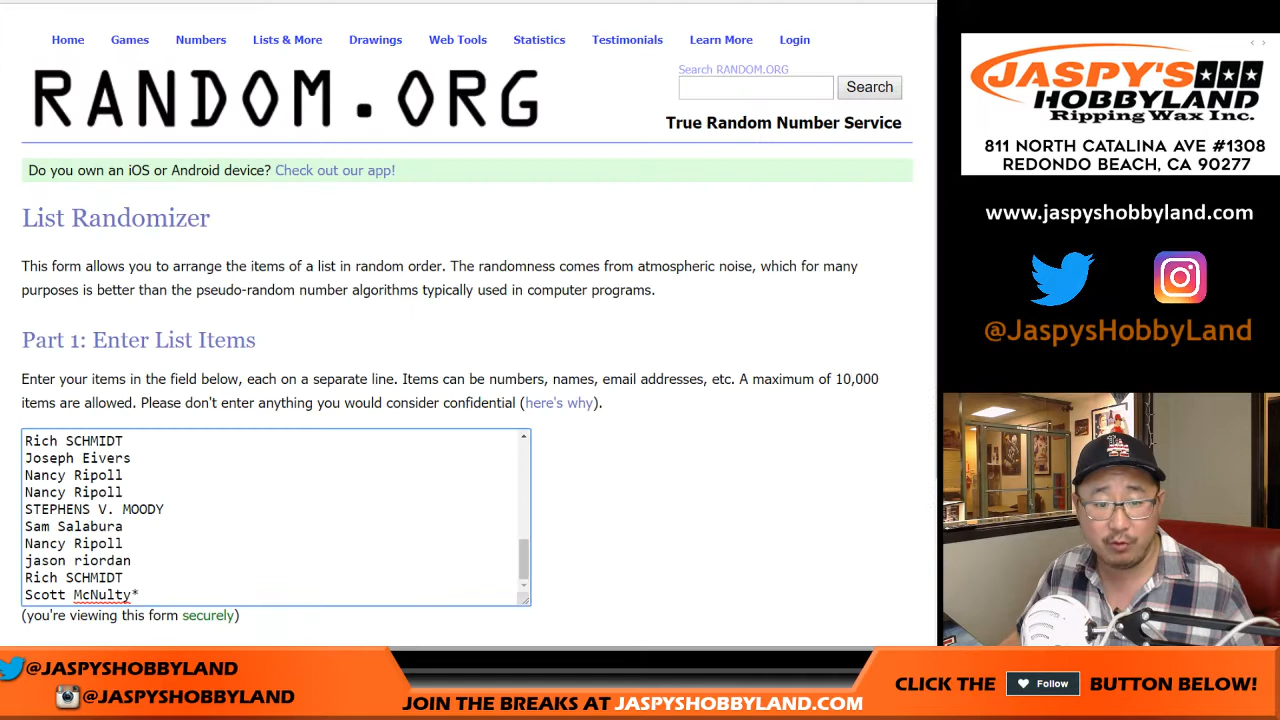 Home Games Numbers Lists & More Drawings Web Tools Statistics Testimonials Learn More Login
RANDOM.ORG
Search RANDOM.ORG
Search
True Random Number Service
Do you own an iOS or Android device? Check out our app!
List Randomizer
This form allows you to arrange the items of a list in random order. The randomness comes from atmospheric noise, which for many
purposes is better than the pseudo-random number algorithms typically used in computer programs.
Part 1: Enter List Items
Enter your items in the field below, each on a separate line. Items can be numbers, names, email addresses, etc. A maximum of 10,000
items are allowed. Please don't enter anything you would consider confidential (here's why).
Rich SCHMIDT
Joseph Eivers
Nancy Ripoll
Nancy Ripoll
STEPHENS V. MOODY
Sam Salabura
Nancy Ripoll
jason riordan
Rich SCHMIDT
Scott McNulty*
(you're viewing this form securely)
JASPY'S
HOBBYLAND
Ripping Wax Inc.
811 NORTH CATALINA AVE #1308
REDONDO BEACH, CA 90277
www.jaspyshobbyland.com
@JaspysHobbyLand
@JASPYSHOBBYLAND
@JASPYSHOBBYLAND
JOIN THE BREAKS AT JASPYSHOBBYLAND.COM
CLICK THE Follow BUTTON BELOW!